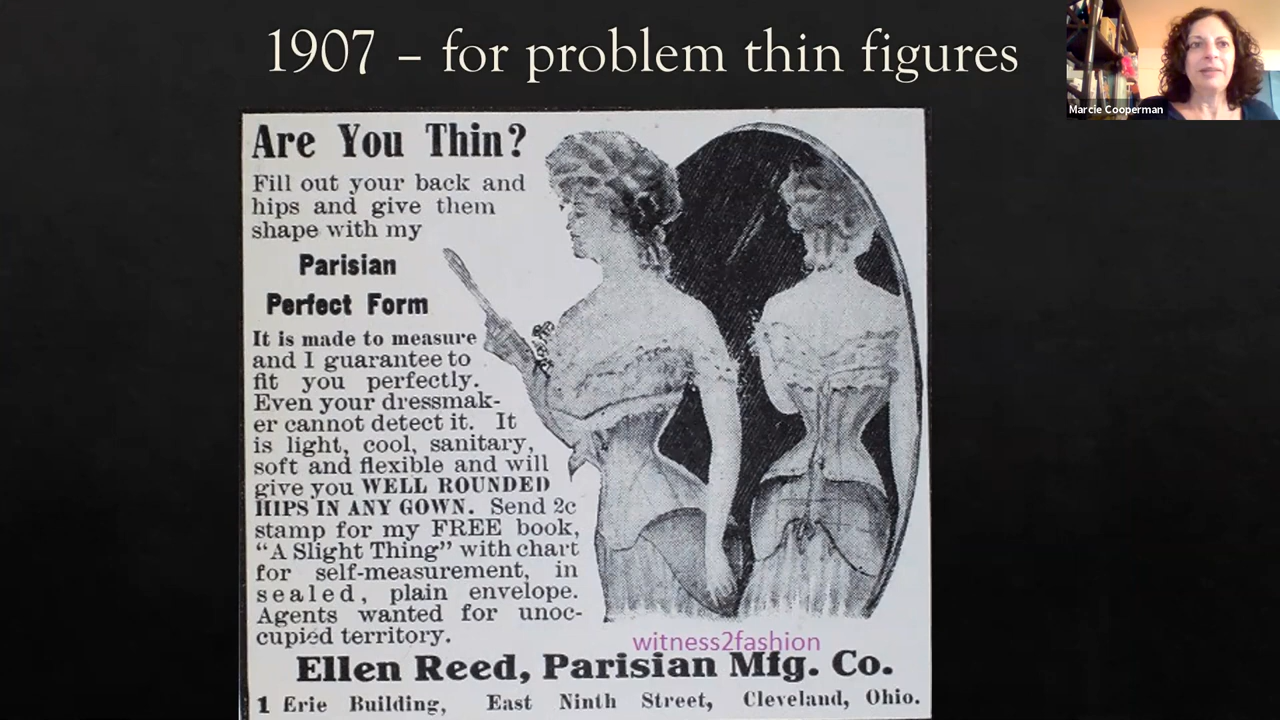 1907 – for problem thin figures
Marcie Cooperman
Are You Thin?
Fill out your back and
hips and give them
shape with my
Parisian
Perfect Form
It is made to measure
and I guarantee to
fit you perfectly.
Even your dressmak-
er cannot detect it. It
is light, cool, sanitary,
soft and flexible and will
give you WELL ROUNDED
HIPS IN ANY GOWN. Send 2c
stamp for my FREE book,
“A Slight Thing” with chart
for self-measurement, in
sealed, plain envelope.
Agents wanted for unoc-
cupied territory.
witness2fashion
Ellen Reed, Parisian Mfg. Co.
1 Erie Building, East Ninth Street, Cleveland, Ohio.